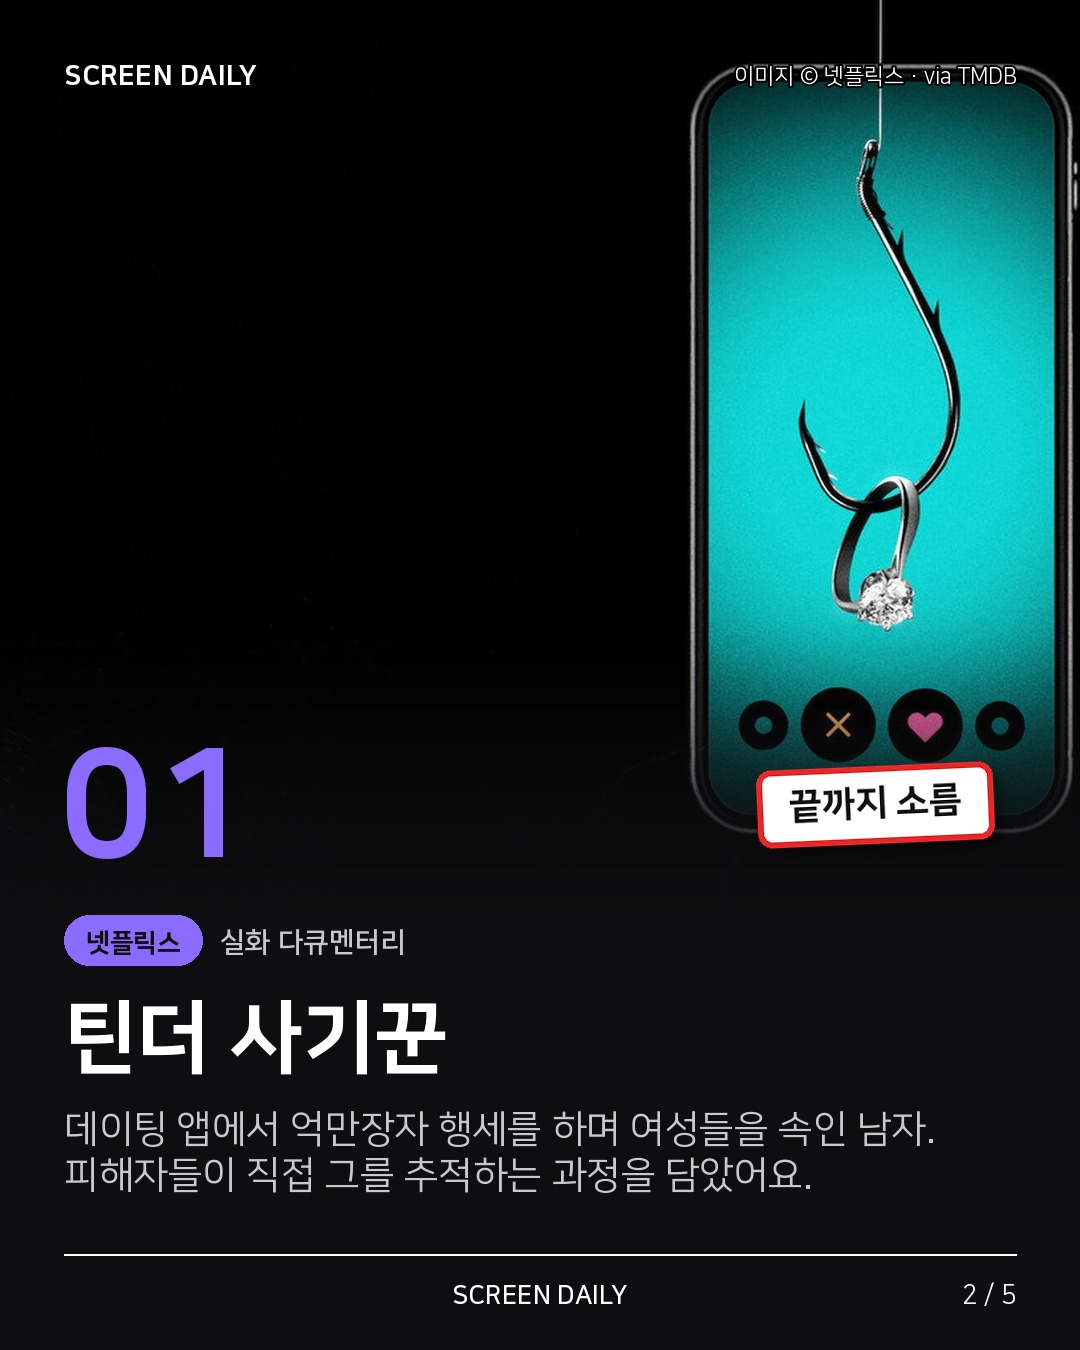 SCREEN DAILY
이미지 © 넷플릭스 · via TMDB
끝까지 소름
01
넷플릭스 실화 다큐멘터리
틴더 사기꾼
데이팅 앱에서 억만장자 행세를 하며 여성들을 속인 남자.
피해자들이 직접 그를 추적하는 과정을 담았어요.
SCREEN DAILY
2 / 5